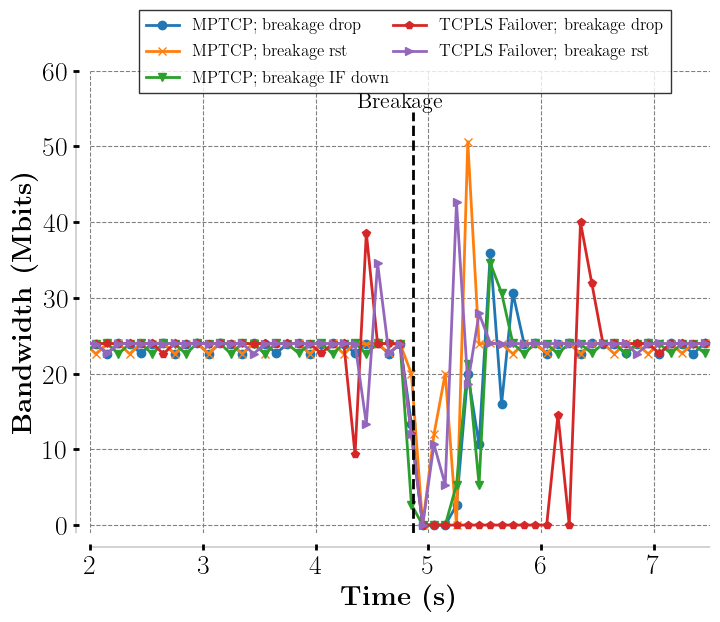 MPTCP; breakage drop
MPTCP; breakage rst
MPTCP; breakage IF down
TCPLS Failover; breakage drop
TCPLS Failover; breakage rst
Breakage
60
50
40
30
20
10
0
Bandwidth (Mbits)
2 3 4 5 6 7
Time (s)